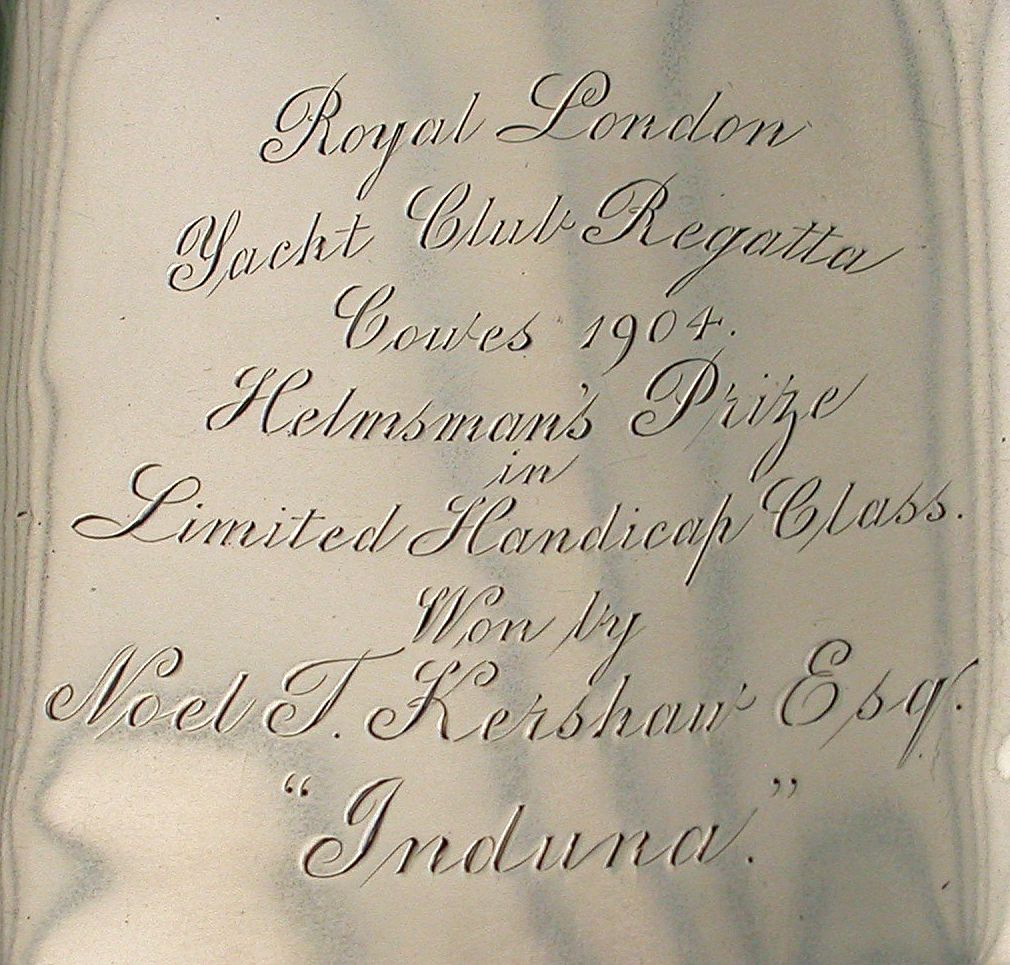 Royal London
Yacht Club Regatta
Cowes 1904.
Helmsman's Prize
in
Limited Handicap Class.
Won by
Noel T. Kershaw Esq.
"Induna."